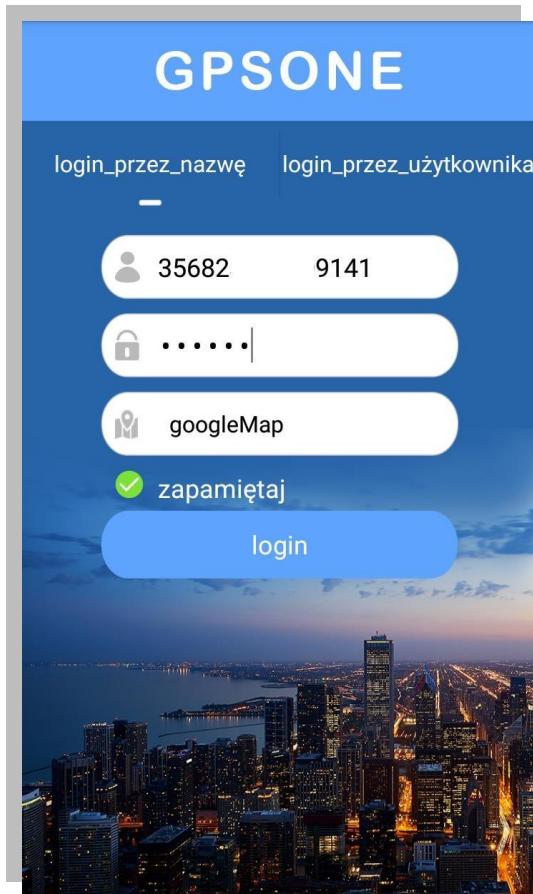 GPSONE
login_przez_nazwę login_przez_użytkownika
35682 9141
••••••
googleMap
zapamiętaj
login